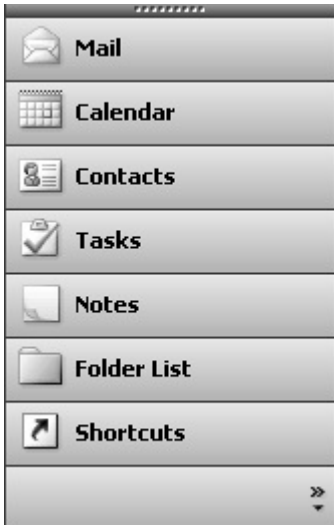 Mail
Calendar
Contacts
Tasks
Notes
Folder List
Shortcuts